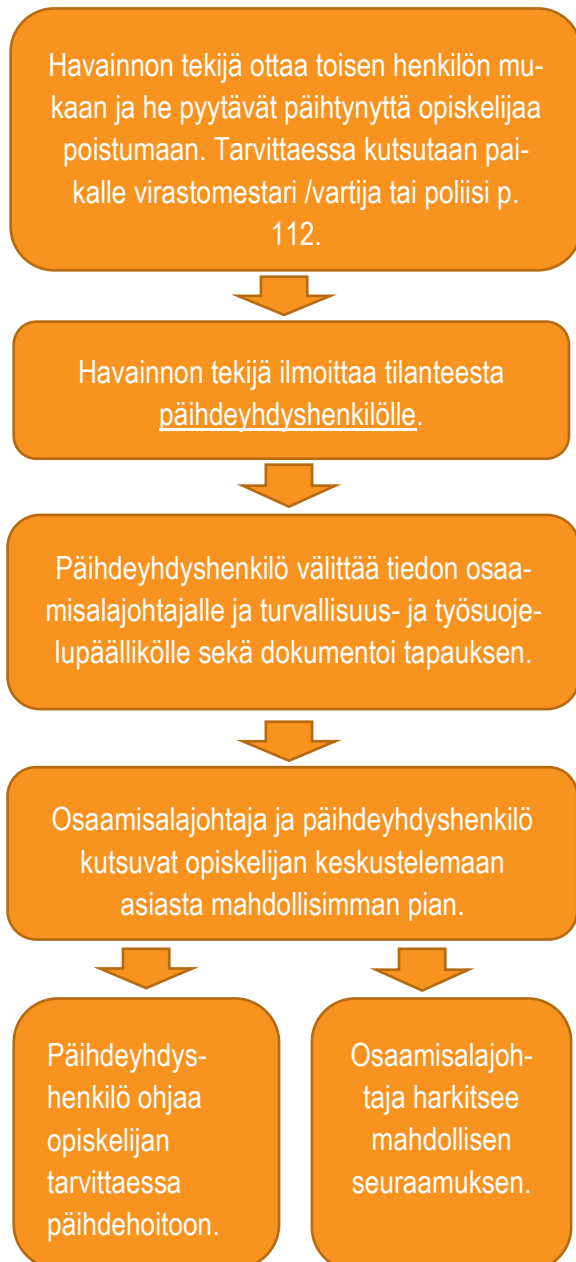 Havainnon tekijä ottaa toisen henkilön mu-
kaan ja he pyytävät päihtynyttä opiskelijaa
poistumaan. Tarvittaessa kutsutaan pai-
kalle virastomestari /vartija tai poliisi p.
112.
Havainnon tekijä ilmoittaa tilanteesta
päihdeyhdyshenkilölle.
Päihdeyhdyshenkilö välittää tiedon osaa-
misalajohtajalle ja turvallisuus- ja työsuoje-
lupäällikölle sekä dokumentoi tapauksen.
Osaamisalajohtaja ja päihdeyhdyshenkilö
kutsuvat opiskelijan keskustelemaan
asiasta mahdollisimman pian.
Päihdeyhdys-
henkilö ohjaa
opiskelijan
tarvittaessa
päihdehoitoon.
Osaamisalajoh-
taja harkitsee
mahdollisen
seuraamuksen.